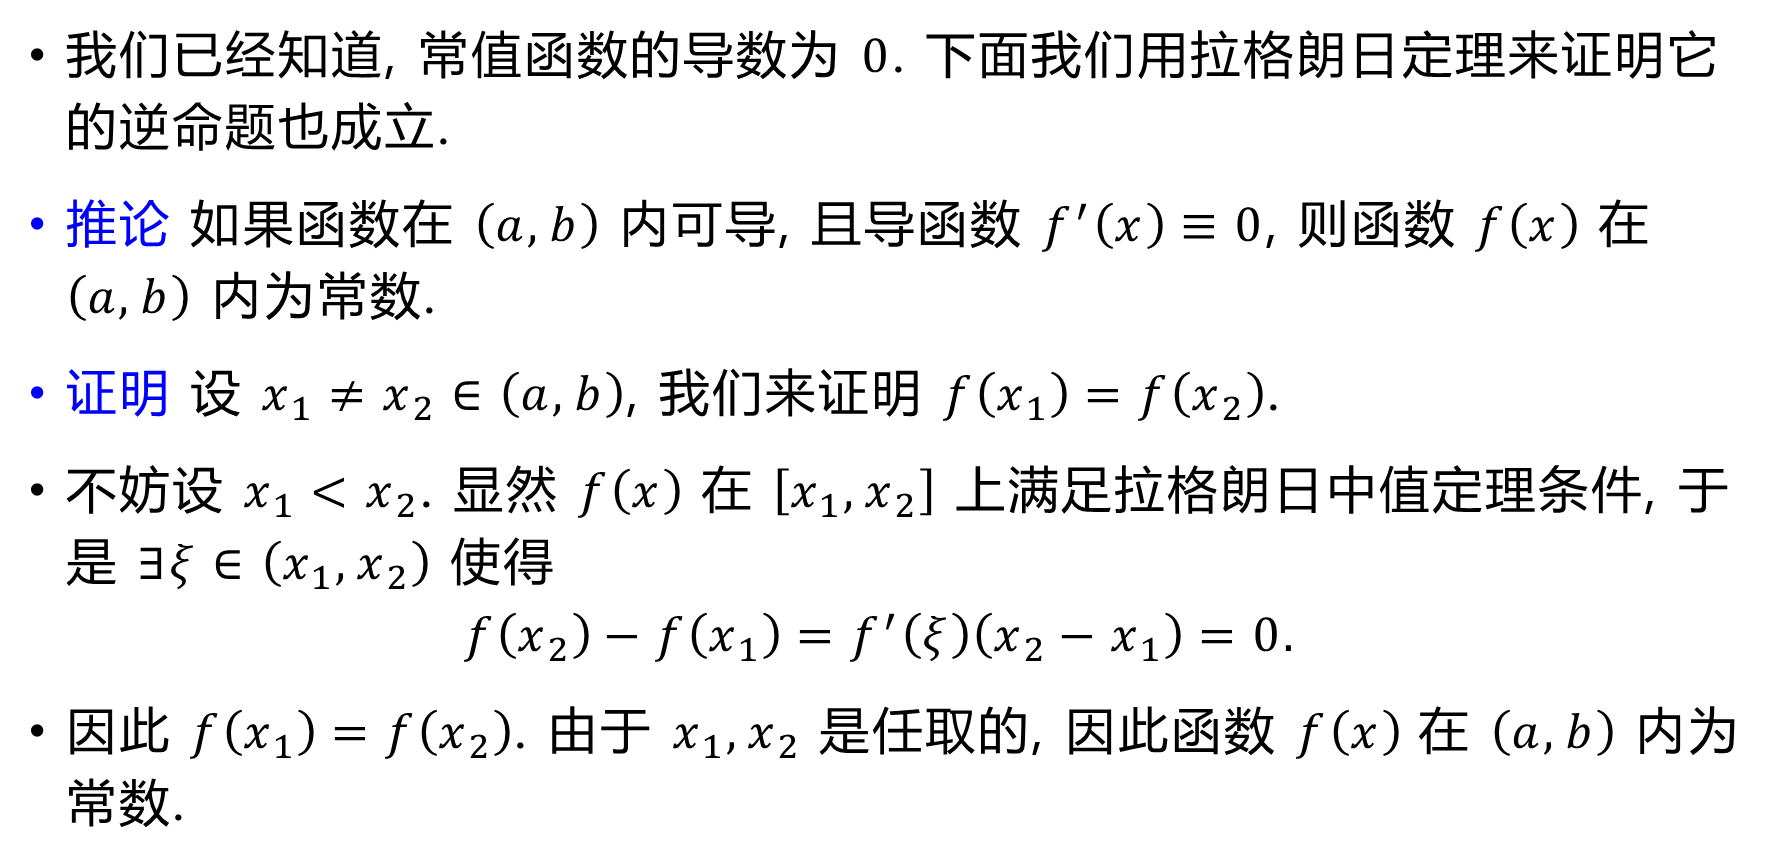 • 我们已经知道, 常值函数的导数为 0. 下面我们用拉格朗日定理来证明它
的逆命题也成立.
• 推论 如果函数在 (a, b) 内可导, 且导函数 f′(x) ≡ 0, 则函数 f(x) 在
(a, b) 内为常数.
• 证明 设 x₁ ≠ x₂ ∈ (a, b), 我们来证明 f(x₁) = f(x₂).
• 不妨设 x₁ < x₂. 显然 f(x) 在 [x₁, x₂] 上满足拉格朗日中值定理条件, 于
是 ∃ξ ∈ (x₁, x₂) 使得
f(x₂) − f(x₁) = f′(ξ)(x₂ − x₁) = 0.
• 因此 f(x₁) = f(x₂). 由于 x₁, x₂ 是任取的, 因此函数 f(x) 在 (a, b) 内为
常数.